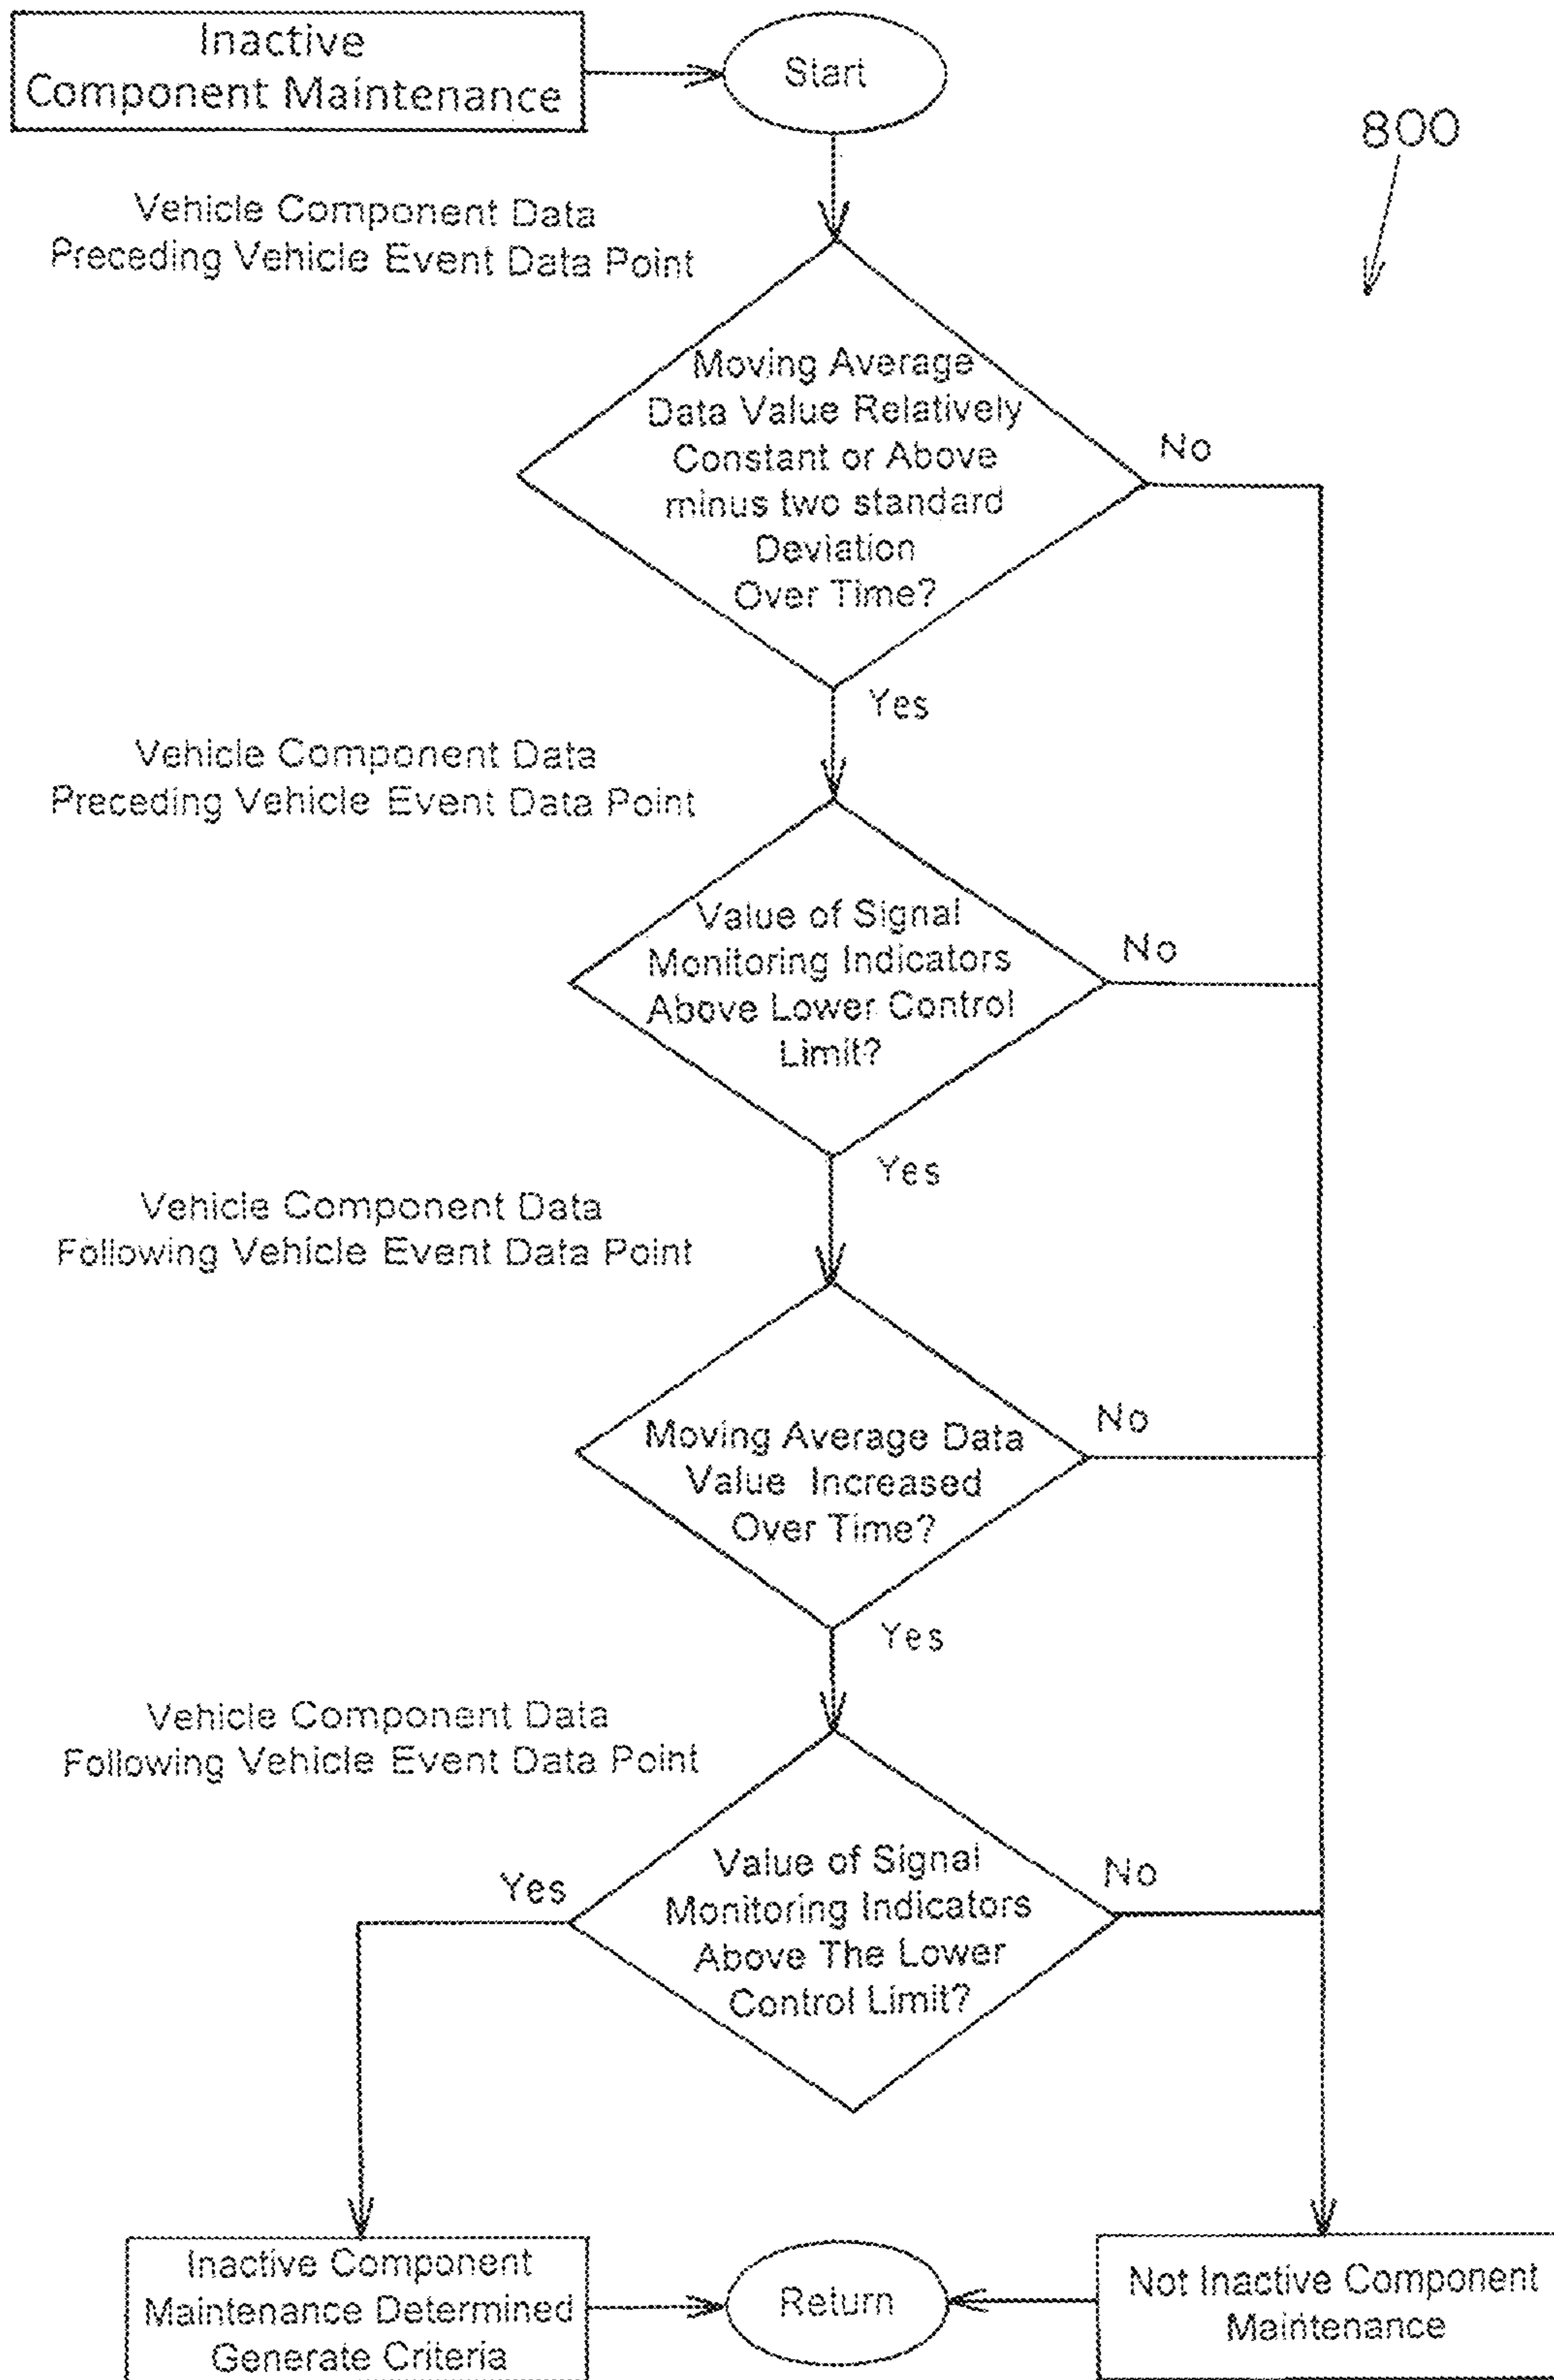 Inactive
Component Maintenance
Start
800
Vehicle Component Data
Preceding Vehicle Event Data Point
Moving Average
Data Value Relatively
Constant or Above
minus two standard
Deviation
Over Time?
No
Yes
Vehicle Component Data
Preceding Vehicle Event Data Point
Value of Signal
Monitoring Indicators
Above Lower Control
Limit?
No
Yes
Vehicle Component Data
Following Vehicle Event Data Point
Moving Average Data
Value Increased
Over Time?
No
Yes
Vehicle Component Data
Following Vehicle Event Data Point
Value of Signal
Monitoring Indicators
Above The Lower
Control Limit?
Yes
No
Inactive Component
Maintenance Determined
Generate Criteria
Return
Not Inactive Component
Maintenance